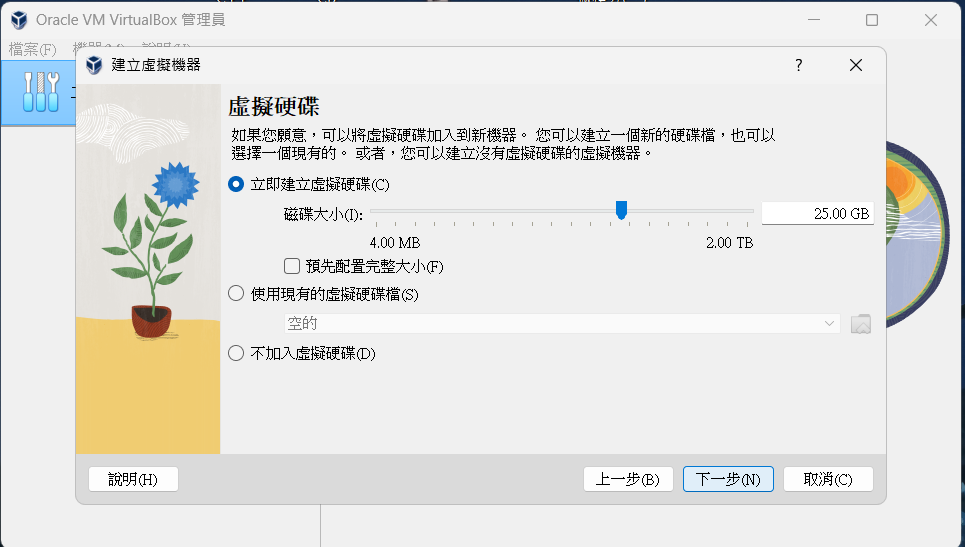 Oracle VM VirtualBox 管理員
檔案(F)
建立虛擬機器
?
虛擬硬碟
如果您願意，可以將虛擬硬碟加入到新機器。 您可以建立一個新的硬碟檔，也可以
選擇一個現有的。 或者，您可以建立沒有虛擬硬碟的虛擬機器。
立即建立虛擬硬碟(C)
磁碟大小(I):
25.00 GB
4.00 MB
2.00 TB
預先配置完整大小(F)
使用現有的虛擬硬碟檔(S)
空的
不加入虛擬硬碟(D)
說明(H)
上一步(B)
下一步(N)
取消(C)